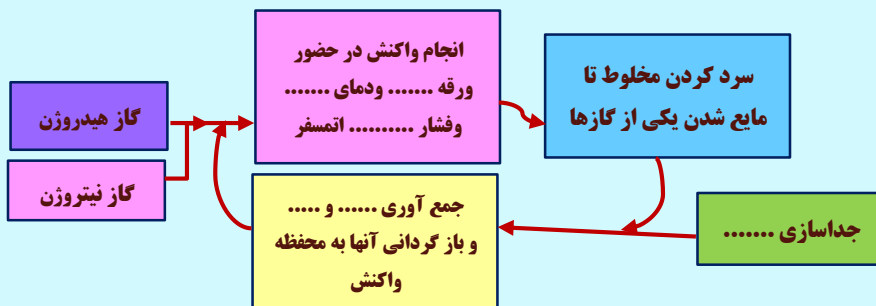 گاز هیدروژن
گاز نیتروژن
انجام واکنش در حضور
ورقه ....... ودمای .......
وفشار .......... اتمسفر
سرد کردن مخلوط تا
مایع شدن یکی از گازها
جداسازی .......
جمع آوری ...... و .....
و باز گردانی آنها به محفظه
واکنش